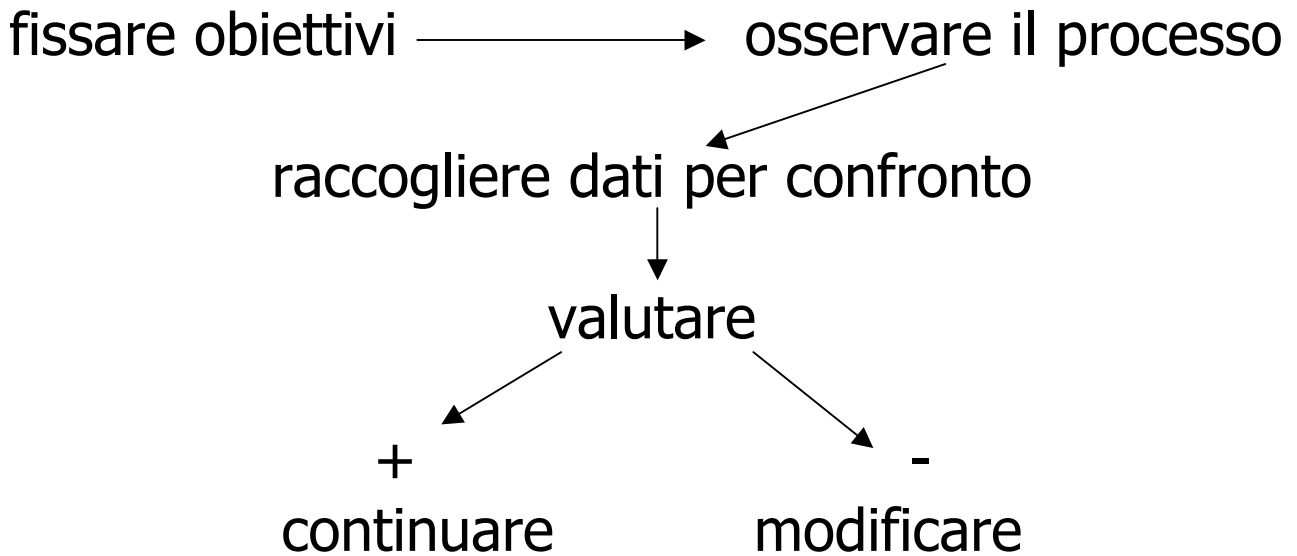 fissare obiettivi osservare il processo
raccogliere dati per confronto
valutare
+ -
continuare modificare